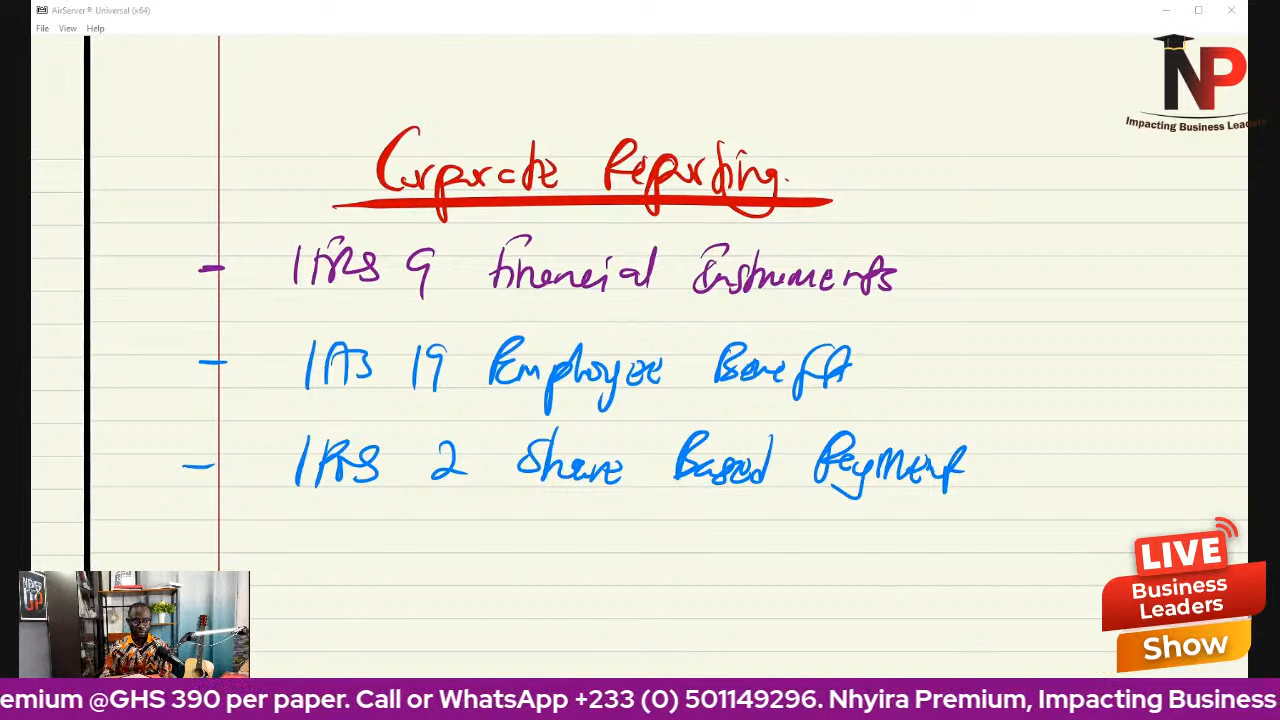 AirServer® Universal (x64)
File View Help
NP
Impacting Business Leaders
Corporate Reporting.
- IFRS 9 Financial Instruments
- IAS 19 Employee Benefit
- IFRS 2 Share Based Payment
UP
LIVE
Business
Leaders
Show
emium @GHS 390 per paper. Call or WhatsApp +233 (0) 501149296. Nhyira Premium, Impacting Business